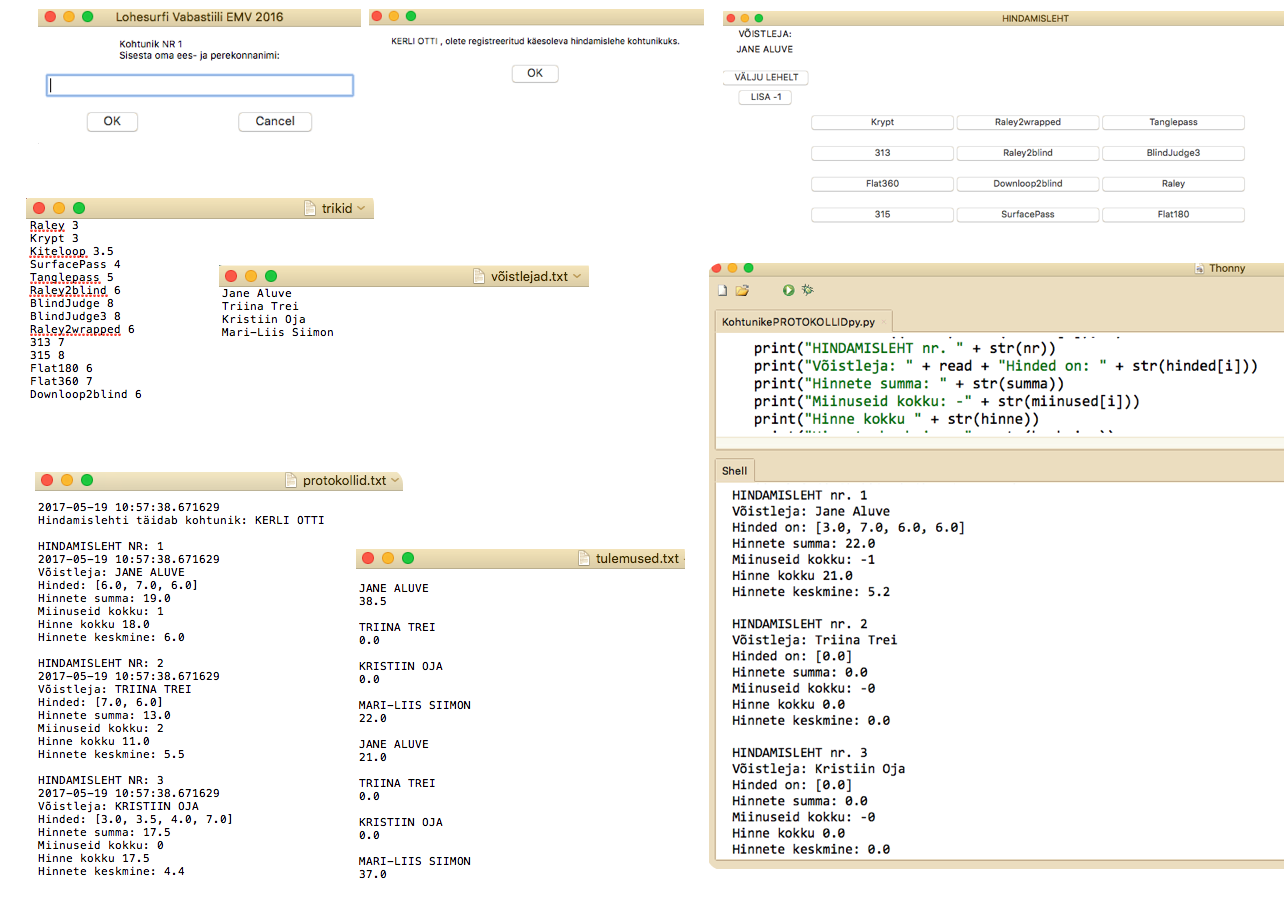 Lohesurfi Vabastiili EMV 2016
Kohtunik NR 1
Sisesta oma ees- ja perekonnanimi:
OK
Cancel
KERLI OTTI , olete registreeritud käesoleva hindamislehe kohtunikuks.
OK
HINDAMISLEHT
VÕISTLEJA:
JANE ALUVE
VÄLJU LEHELT
LISA -1
Krypt Raley2wrapped Tanglepass
313 Raley2blind BlindJudge3
Flat360 Downloop2blind Raley
315 SurfacePass Flat180
trikid
Raley 3
Krypt 3
Kiteloop 3.5
SurfacePass 4
Tanglepass 5
Raley2blind 6
BlindJudge 8
BlindJudge3 8
Raley2wrapped 6
313 7
315 8
Flat180 6
Flat360 7
Downloop2blind 6
võistlejad.txt
Jane Aluve
Triina Trei
Kristiin Oja
Mari-Liis Siimon
Thonny
KohtunikePROTOKOLLIDpy.py
print("HINDAMISLEHT nr. " + str(nr))
print("Võistleja: " + read + "Hinded on: " + str(hinded[i]))
print("Hinnete summa: " + str(summa))
print("Miinuseid kokku: -" + str(miinused[i]))
print("Hinne kokku " + str(hinne))
Shell
HINDAMISLEHT nr. 1
Võistleja: Jane Aluve
Hinded on: [3.0, 7.0, 6.0, 6.0]
Hinnete summa: 22.0
Miinuseid kokku: -1
Hinne kokku 21.0
Hinnete keskmine: 5.2
HINDAMISLEHT nr. 2
Võistleja: Triina Trei
Hinded on: [0.0]
Hinnete summa: 0.0
Miinuseid kokku: -0
Hinne kokku 0.0
Hinnete keskmine: 0.0
HINDAMISLEHT nr. 3
Võistleja: Kristiin Oja
Hinded on: [0.0]
Hinnete summa: 0.0
Miinuseid kokku: -0
Hinne kokku 0.0
Hinnete keskmine: 0.0
protokollid.txt
2017-05-19 10:57:38.671629
Hindamislehti täidab kohtunik: KERLI OTTI
HINDAMISLEHT NR: 1
2017-05-19 10:57:38.671629
Võistleja: JANE ALUVE
Hinded: [6.0, 7.0, 6.0]
Hinnete summa: 19.0
Miinuseid kokku: 1
Hinne kokku 18.0
Hinnete keskmine: 6.0
HINDAMISLEHT NR: 2
2017-05-19 10:57:38.671629
Võistleja: TRIINA TREI
Hinded: [7.0, 6.0]
Hinnete summa: 13.0
Miinuseid kokku: 2
Hinne kokku 11.0
Hinnete keskmine: 5.5
HINDAMISLEHT NR: 3
2017-05-19 10:57:38.671629
Võistleja: KRISTIIN OJA
Hinded: [3.0, 3.5, 4.0, 7.0]
Hinnete summa: 17.5
Miinuseid kokku: 0
Hinne kokku 17.5
Hinnete keskmine: 4.4
tulemused.txt
JANE ALUVE
38.5
TRIINA TREI
0.0
KRISTIIN OJA
0.0
MARI-LIIS SIIMON
22.0
JANE ALUVE
21.0
TRIINA TREI
0.0
KRISTIIN OJA
0.0
MARI-LIIS SIIMON
37.0